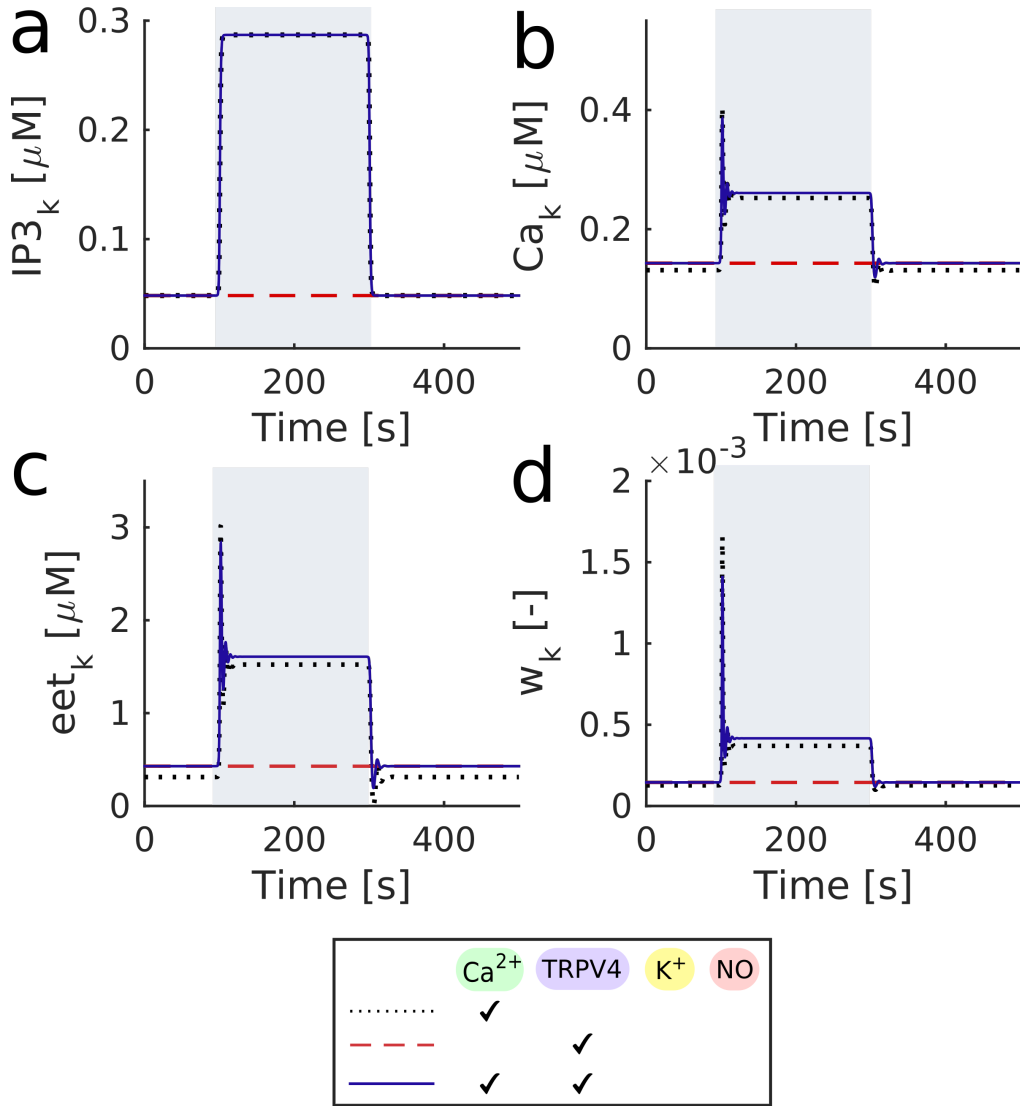 a
0.3
0.2
0.1
0
IP3k [μM]
0 200 400
Time [s]
b
0.4
0.2
0
Cak [μM]
0 200 400
Time [s]
c
3
2
1
0
eetk [μM]
0 200 400
Time [s]
d
× 10-3
2
1.5
1
0.5
0
wk [-]
0 200 400
Time [s]
Ca2+ TRPV4 K+ NO
✓
✓
✓ ✓